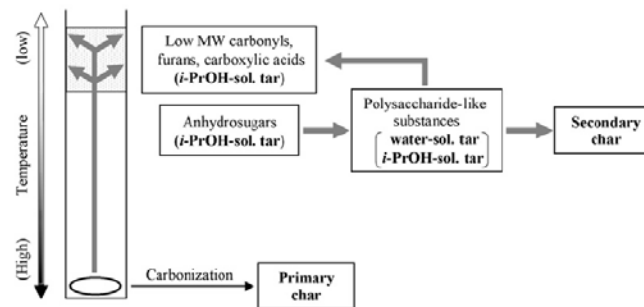 (low)
Temperature
(High)
Low MW carbonyls,
furans, carboxylic acids
(i-PrOH-sol. tar)
Anhydrosugars
(i-PrOH-sol. tar)
Polysaccharide-like
substances
water-sol. tar
i-PrOH-sol. tar
Secondary
char
Carbonization
Primary
char